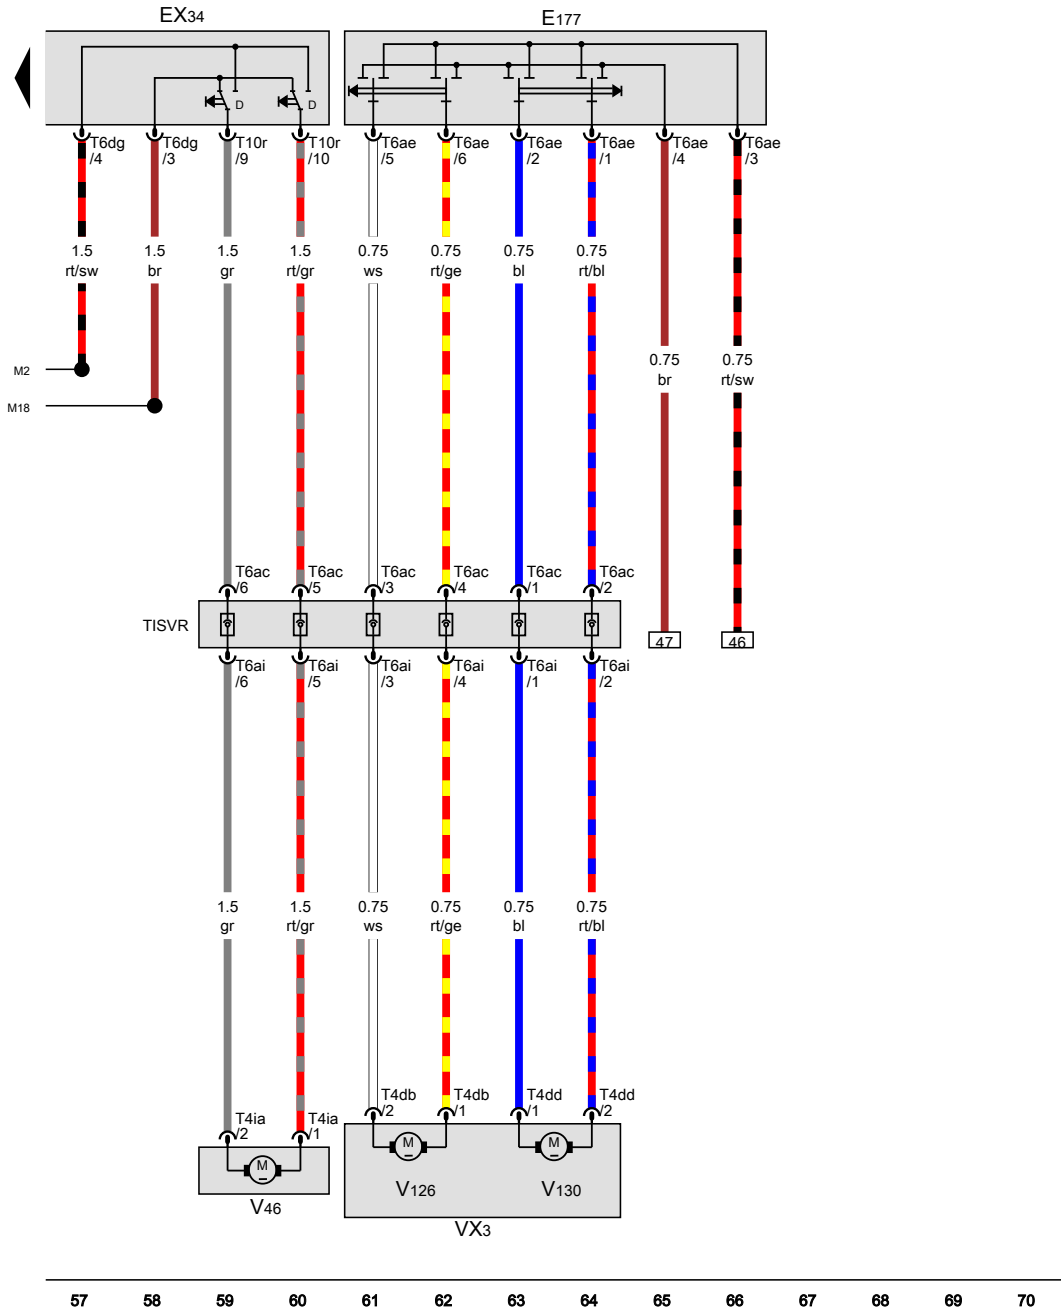 EX34 E177
D D
T6dg T6dg T10r T10r T6ae T6ae T6ae T6ae T6ae T6ae
/4 /3 /9 /10 /5 /6 /2 /1 /4 /3
1.5 1.5 1.5 1.5 0.75 0.75 0.75 0.75
rt/sw br gr rt/gr ws rt/ge bl rt/bl
0.75 0.75
M2 br rt/sw
M18
T6ac T6ac T6ac T6ac T6ac T6ac
/6 /5 /3 /4 /1 /2
TISVR
47 46
T6ai T6ai T6ai T6ai T6ai T6ai
/6 /5 /3 /4 /1 /2
1.5 1.5 0.75 0.75 0.75 0.75
gr rt/gr ws rt/ge bl rt/bl
T4db T4db T4dd T4dd
/2 /1 /1 /2
T4ia T4ia
/2 /1
M M
M
V126 V130
V46
VX3
57 58 59 60 61 62 63 64 65 66 67 68 69 70